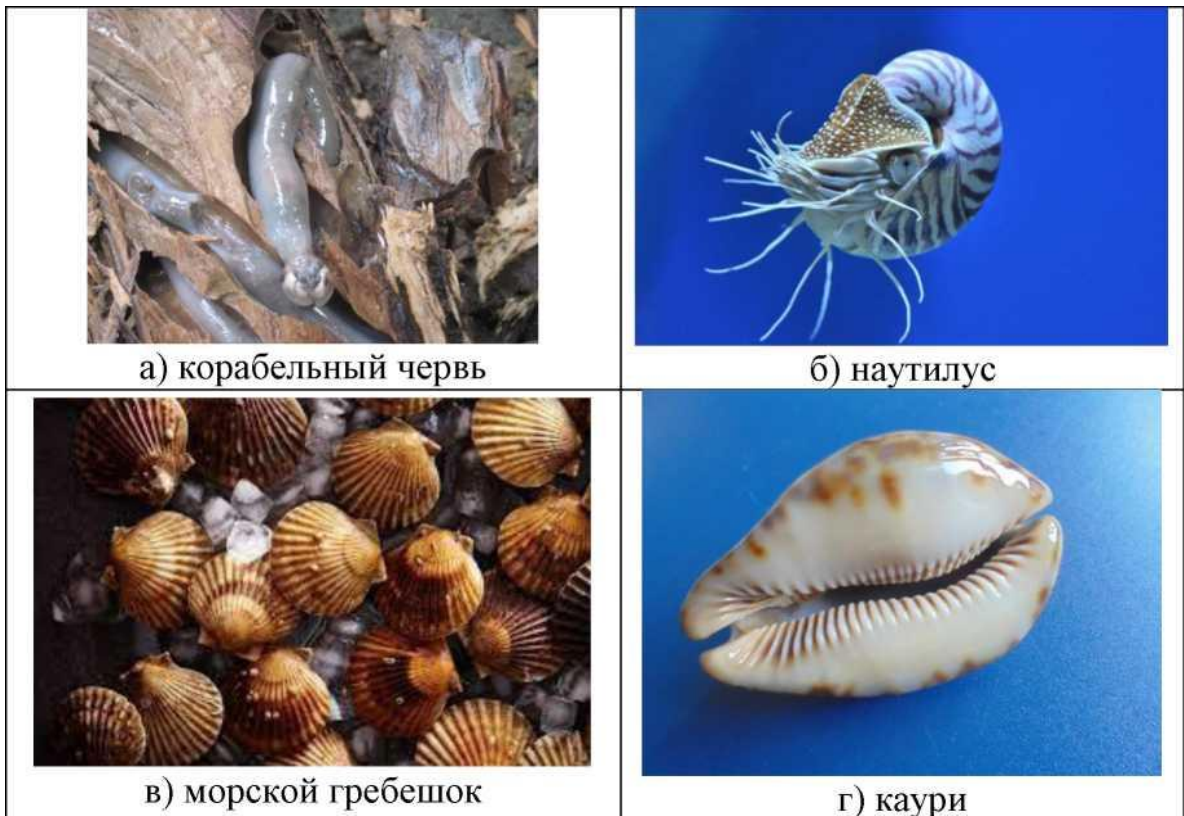 а) корабельный червь
б) наутилус
в) морской гребешок
г) каури